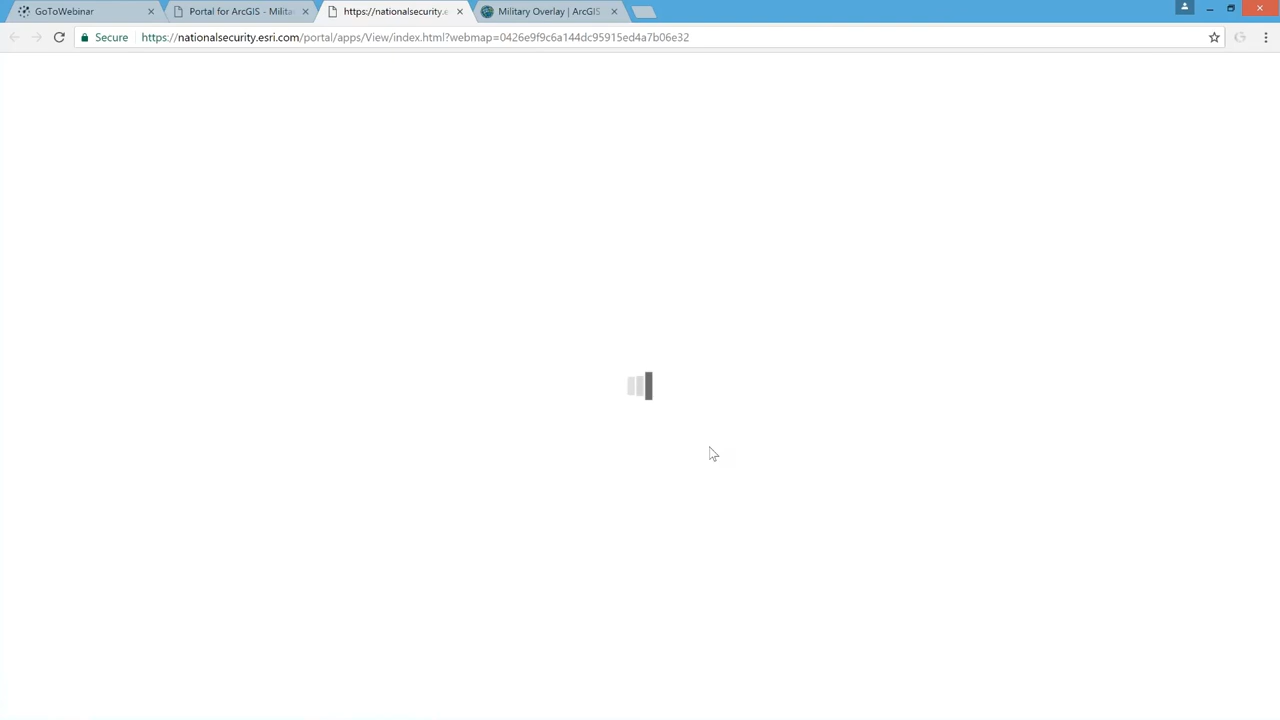 GoToWebinar
Portal for ArcGIS - Milita
https://nationalsecurity.e
Military Overlay | ArcGIS
Secure
https://nationalsecurity.esri.com/portal/apps/View/index.html?webmap=0426e9f9c6a144dc95915ed4a7b06e32